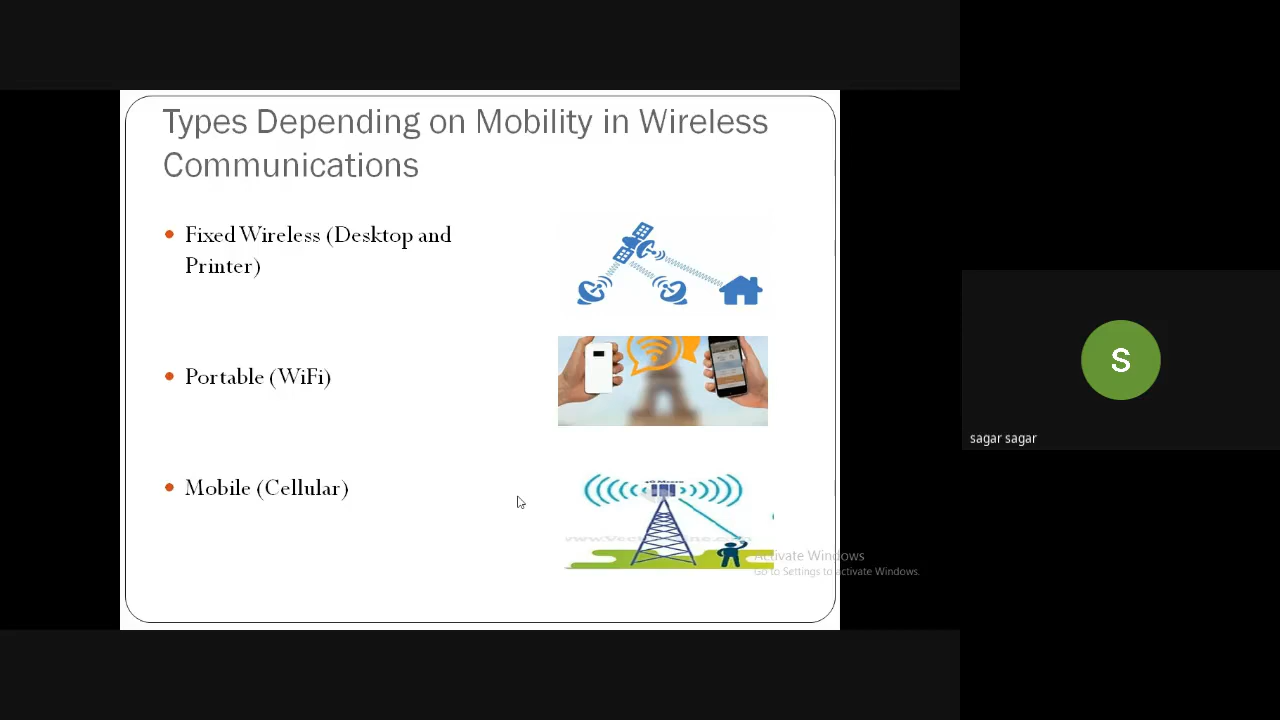 Types Depending on Mobility in Wireless
Communications
Fixed Wireless (Desktop and
Printer)
Portable (WiFi)
Mobile (Cellular)
Activate Windows
Go to Settings to activate Windows.
S
sagar sagar